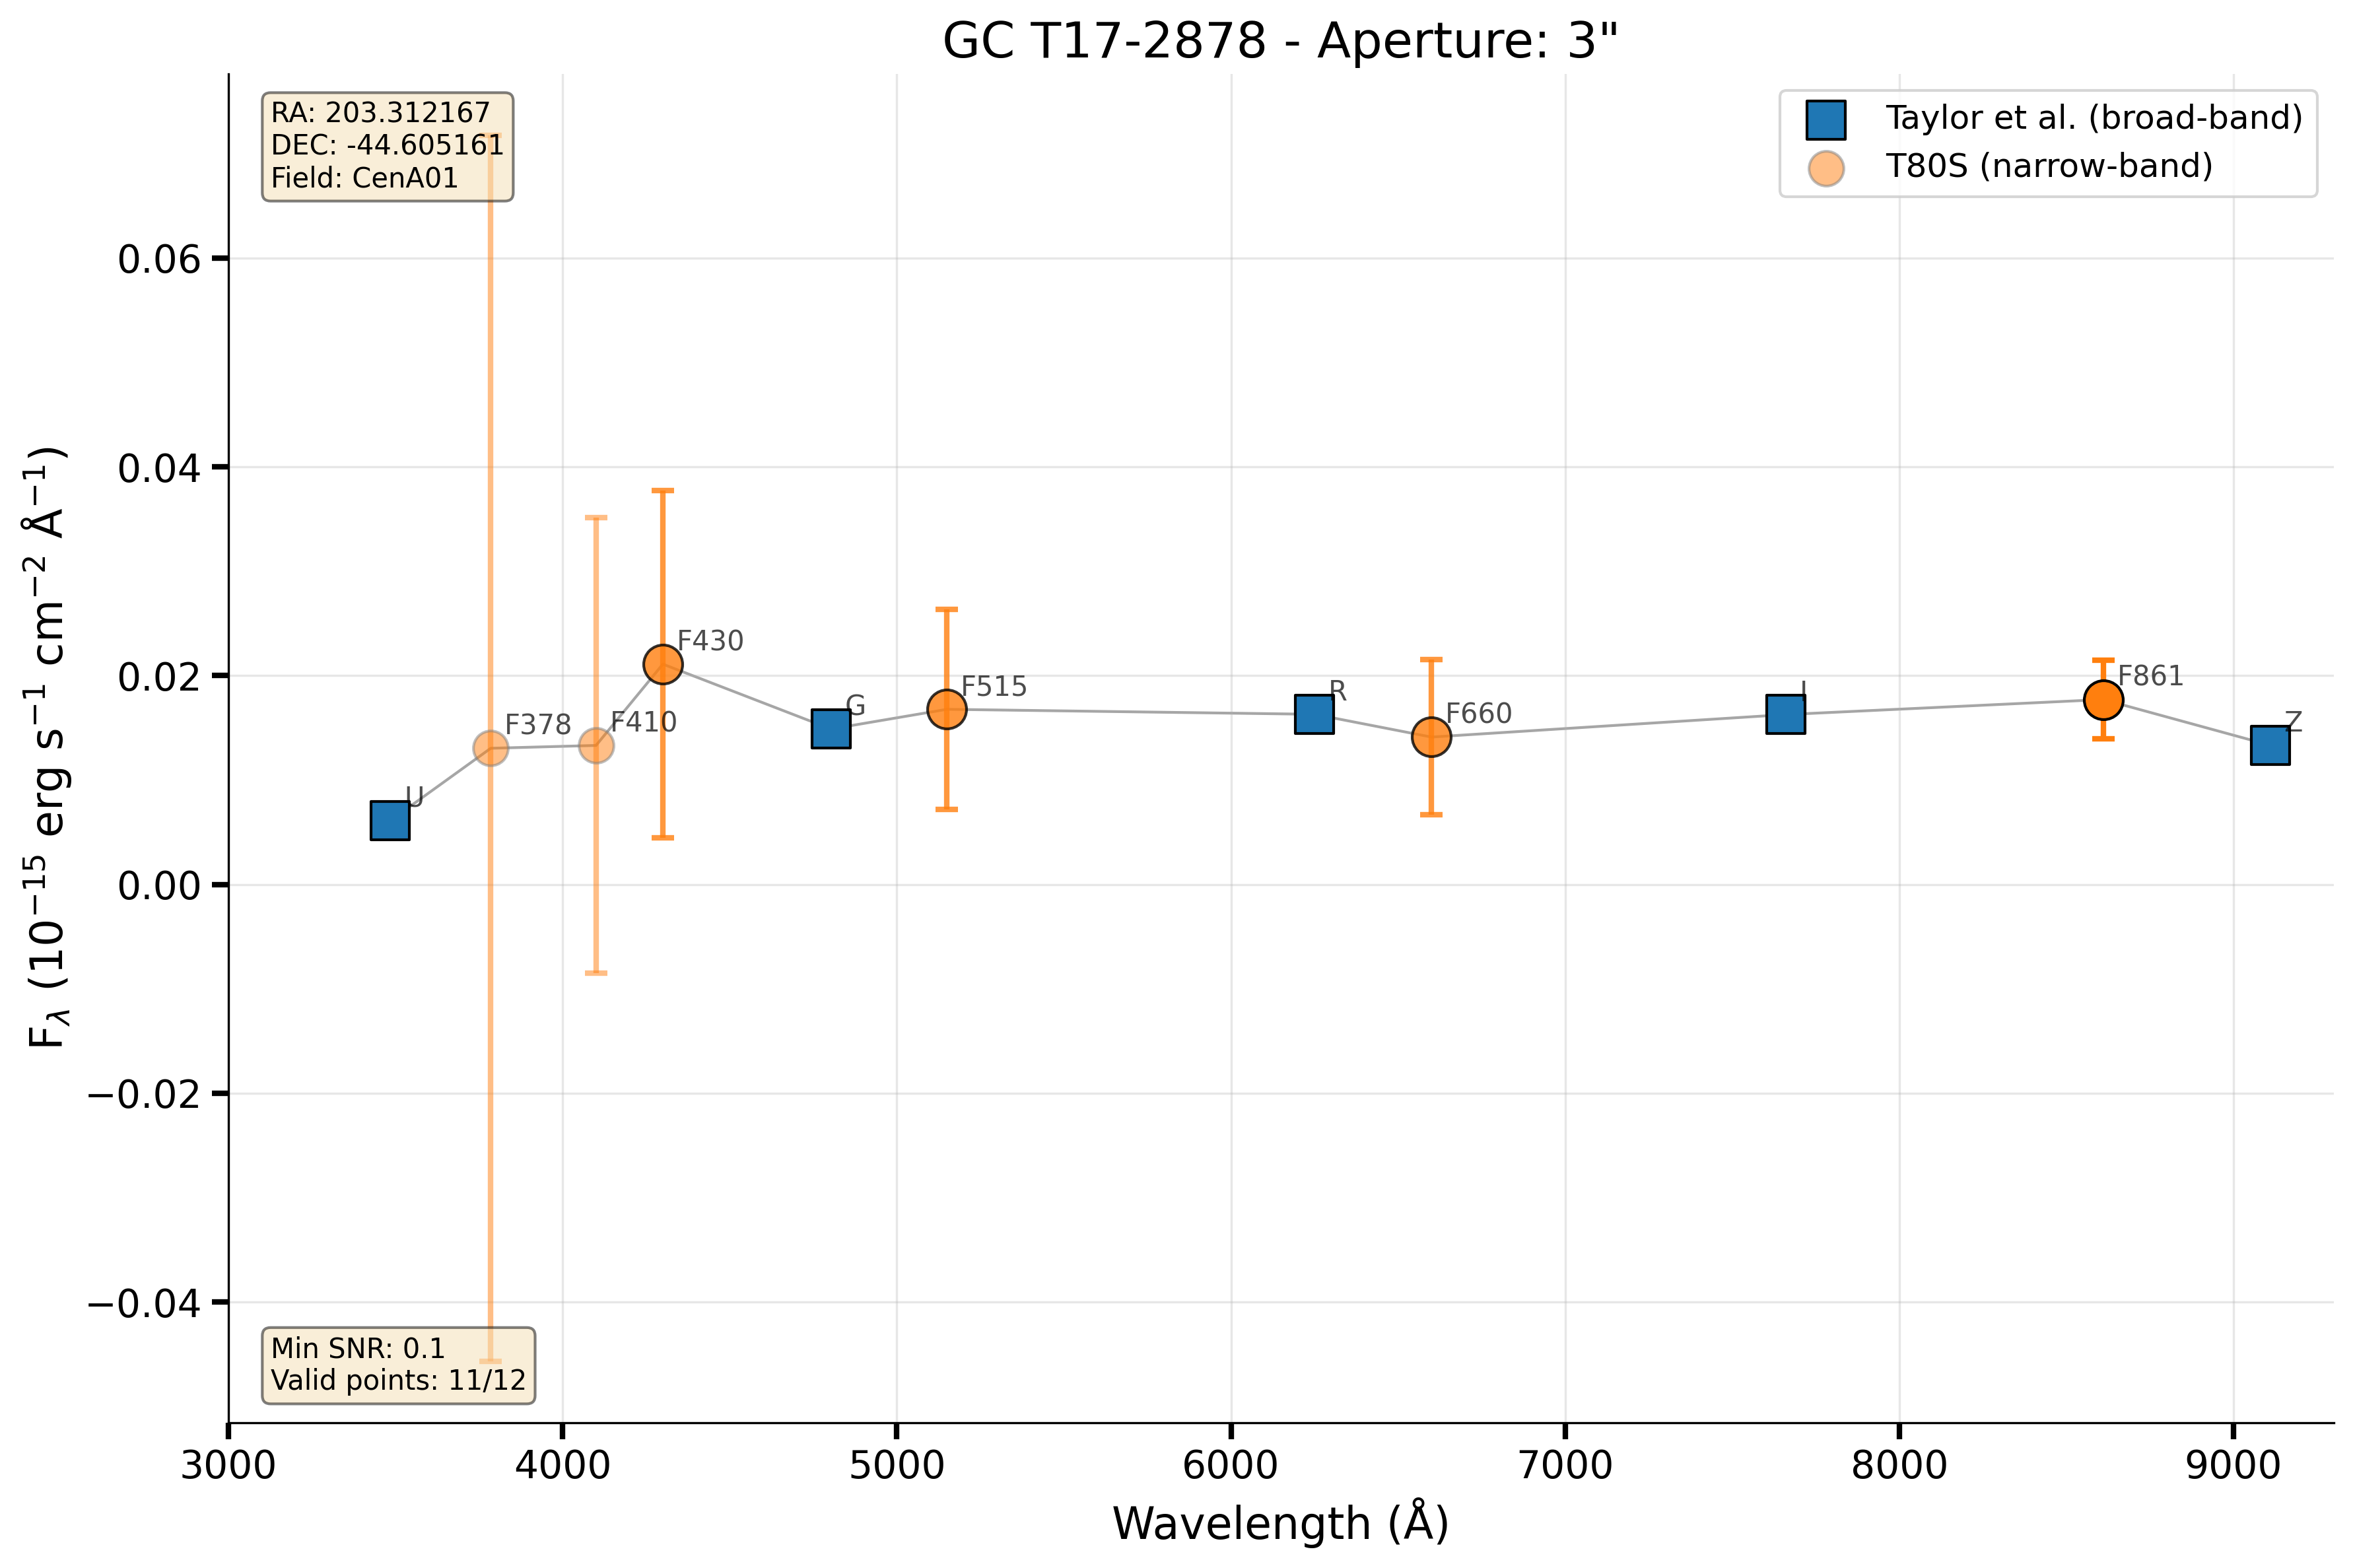 GC T17-2878 - Aperture: 3"
RA: 203.312167
DEC: -44.605161
Field: CenA01
Taylor et al. (broad-band)
T80S (narrow-band)
0.06
0.04
0.02
0.00
−0.02
−0.04
F_λ (10⁻¹⁵ erg s⁻¹ cm⁻² Å⁻¹)
U
F378
F410
F430
G
F515
R
F660
I
F861
Z
Min SNR: 0.1
Valid points: 11/12
3000 4000 5000 6000 7000 8000 9000
Wavelength (Å)